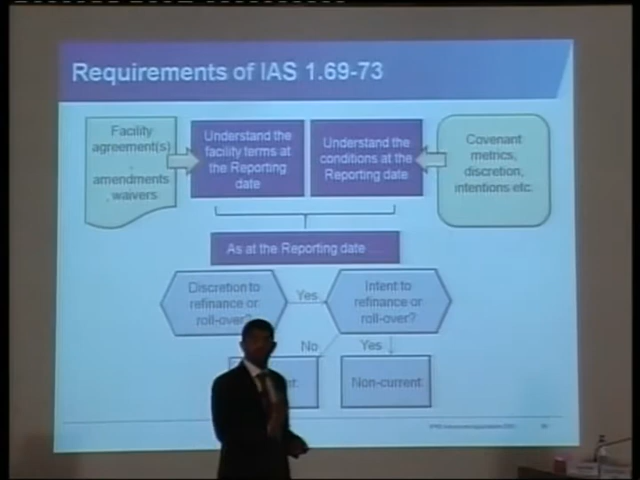 Requirements of IAS 1.69-73
Facility
agreement(s)
,
amendments
, waivers
Understand the
facility terms at
the Reporting
date
Understand the
conditions at the
Reporting date
Covenant
metrics,
discretion,
intentions etc.
As at the Reporting date …
Discretion to
refinance or
roll-over?
Yes
Intent to
refinance or
roll-over?
No
Yes
Non-current: